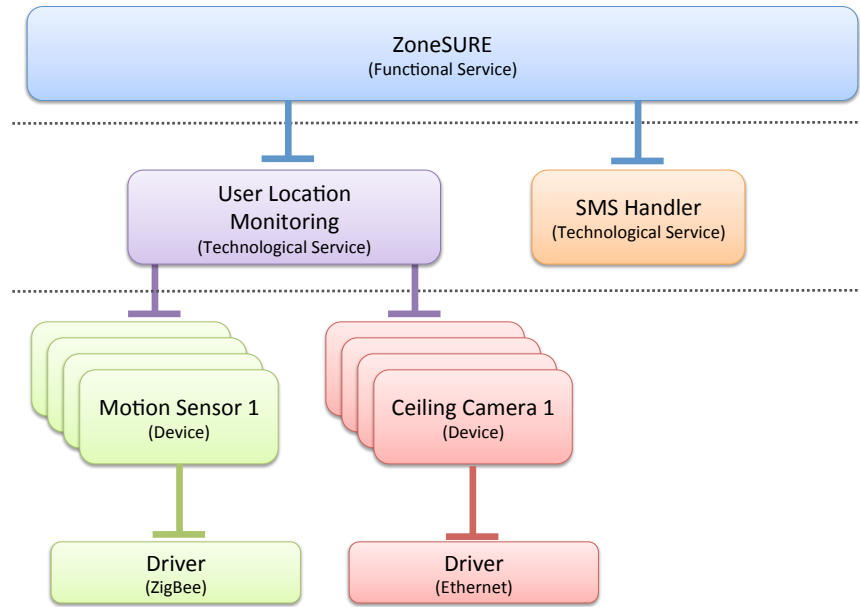 ZoneSURE
(Functional Service)
User Location
Monitoring
(Technological Service)
SMS Handler
(Technological Service)
Motion Sensor 1
(Device)
Ceiling Camera 1
(Device)
Driver
(ZigBee)
Driver
(Ethernet)